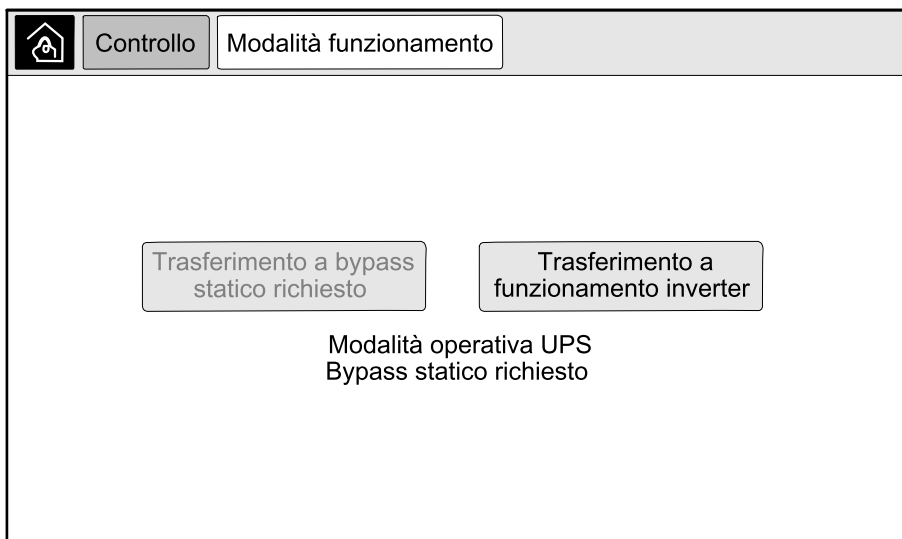 Controllo
Modalità funzionamento
Trasferimento a bypass
statico richiesto
Trasferimento a
funzionamento inverter
Modalità operativa UPS
Bypass statico richiesto